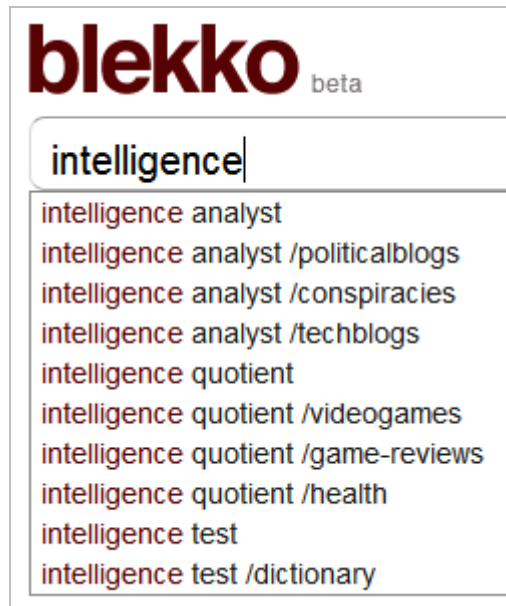 blekko beta
intelligence
intelligence analyst
intelligence analyst /politicalblogs
intelligence analyst /conspiracies
intelligence analyst /techblogs
intelligence quotient
intelligence quotient /videogames
intelligence quotient /game-reviews
intelligence quotient /health
intelligence test
intelligence test /dictionary